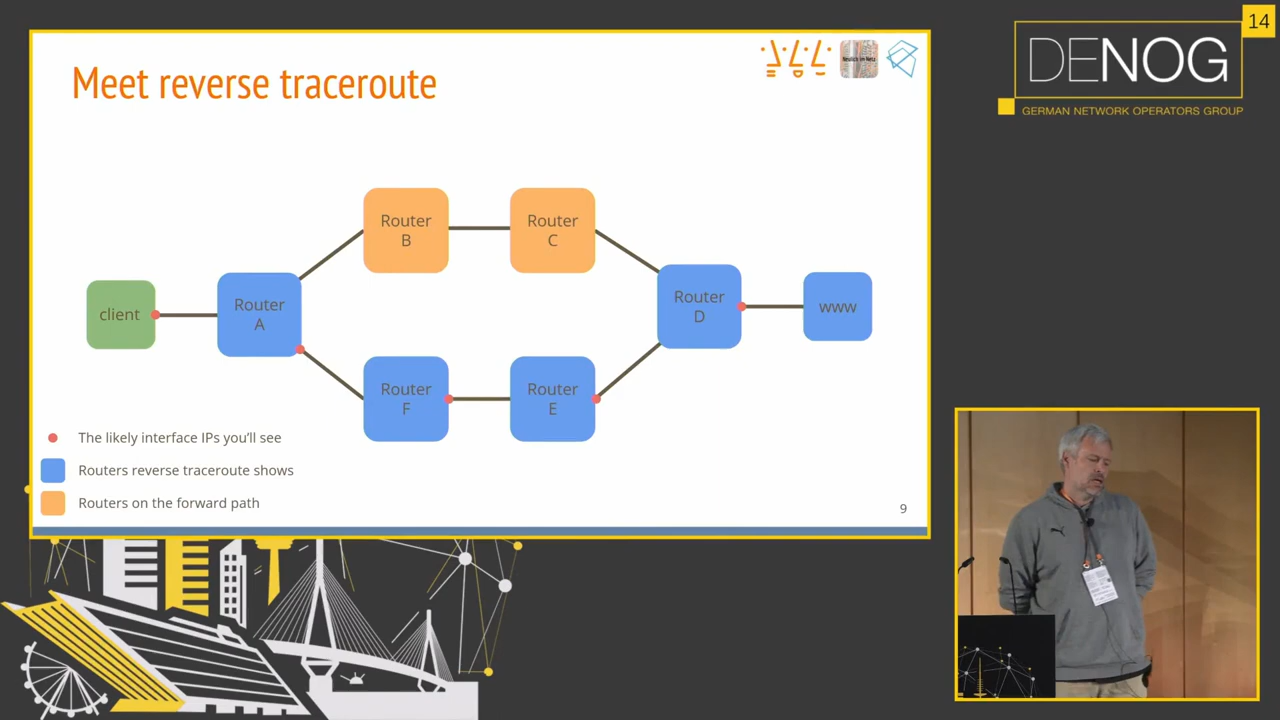 14
DENOG
GERMAN NETWORK OPERATORS GROUP
Meet reverse traceroute
Router
B
Router
C
client
Router
A
Router
D
www
Router
F
Router
E
The likely interface IPs you'll see
Routers reverse traceroute shows
Routers on the forward path
9